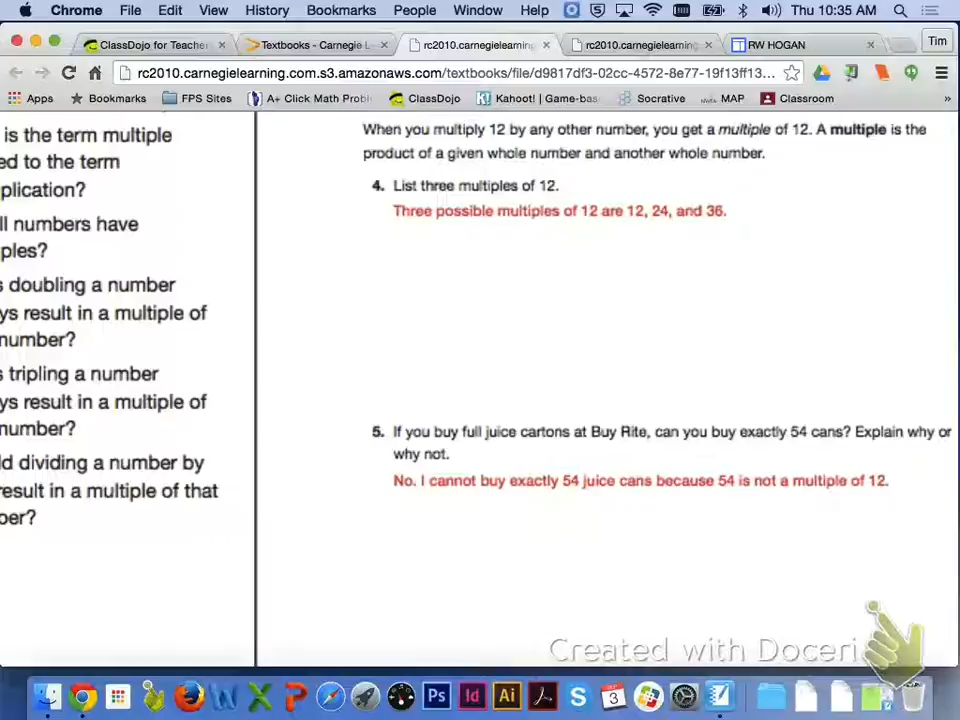 Chrome File Edit View History Bookmarks People Window Help Thu 10:35 AM
ClassDojo for Teache
Textbooks - Carnegie L
rc2010.carnegielearning
rc2010.carnegielearning
RW HOGAN
Tim
rc2010.carnegielearning.com.s3.amazonaws.com/textbooks/file/d9817df3-02cc-4572-8e77-19f13ff13...
Apps Bookmarks FPS Sites A+ Click Math Probl ClassDojo Kahoot! | Game-bas Socrative MAP Classroom »
is the term multiple
ed to the term
plication?
ll numbers have
ples?
s doubling a number
ys result in a multiple of
number?
s tripling a number
ys result in a multiple of
number?
ld dividing a number by
result in a multiple of that
ber?
When you multiply 12 by any other number, you get a multiple of 12. A multiple is the
product of a given whole number and another whole number.
4. List three multiples of 12.
Three possible multiples of 12 are 12, 24, and 36.
5. If you buy full juice cartons at Buy Rite, can you buy exactly 54 cans? Explain why or
why not.
No. I cannot buy exactly 54 juice cans because 54 is not a multiple of 12.
Created with Doceri
Ps Id Ai
3